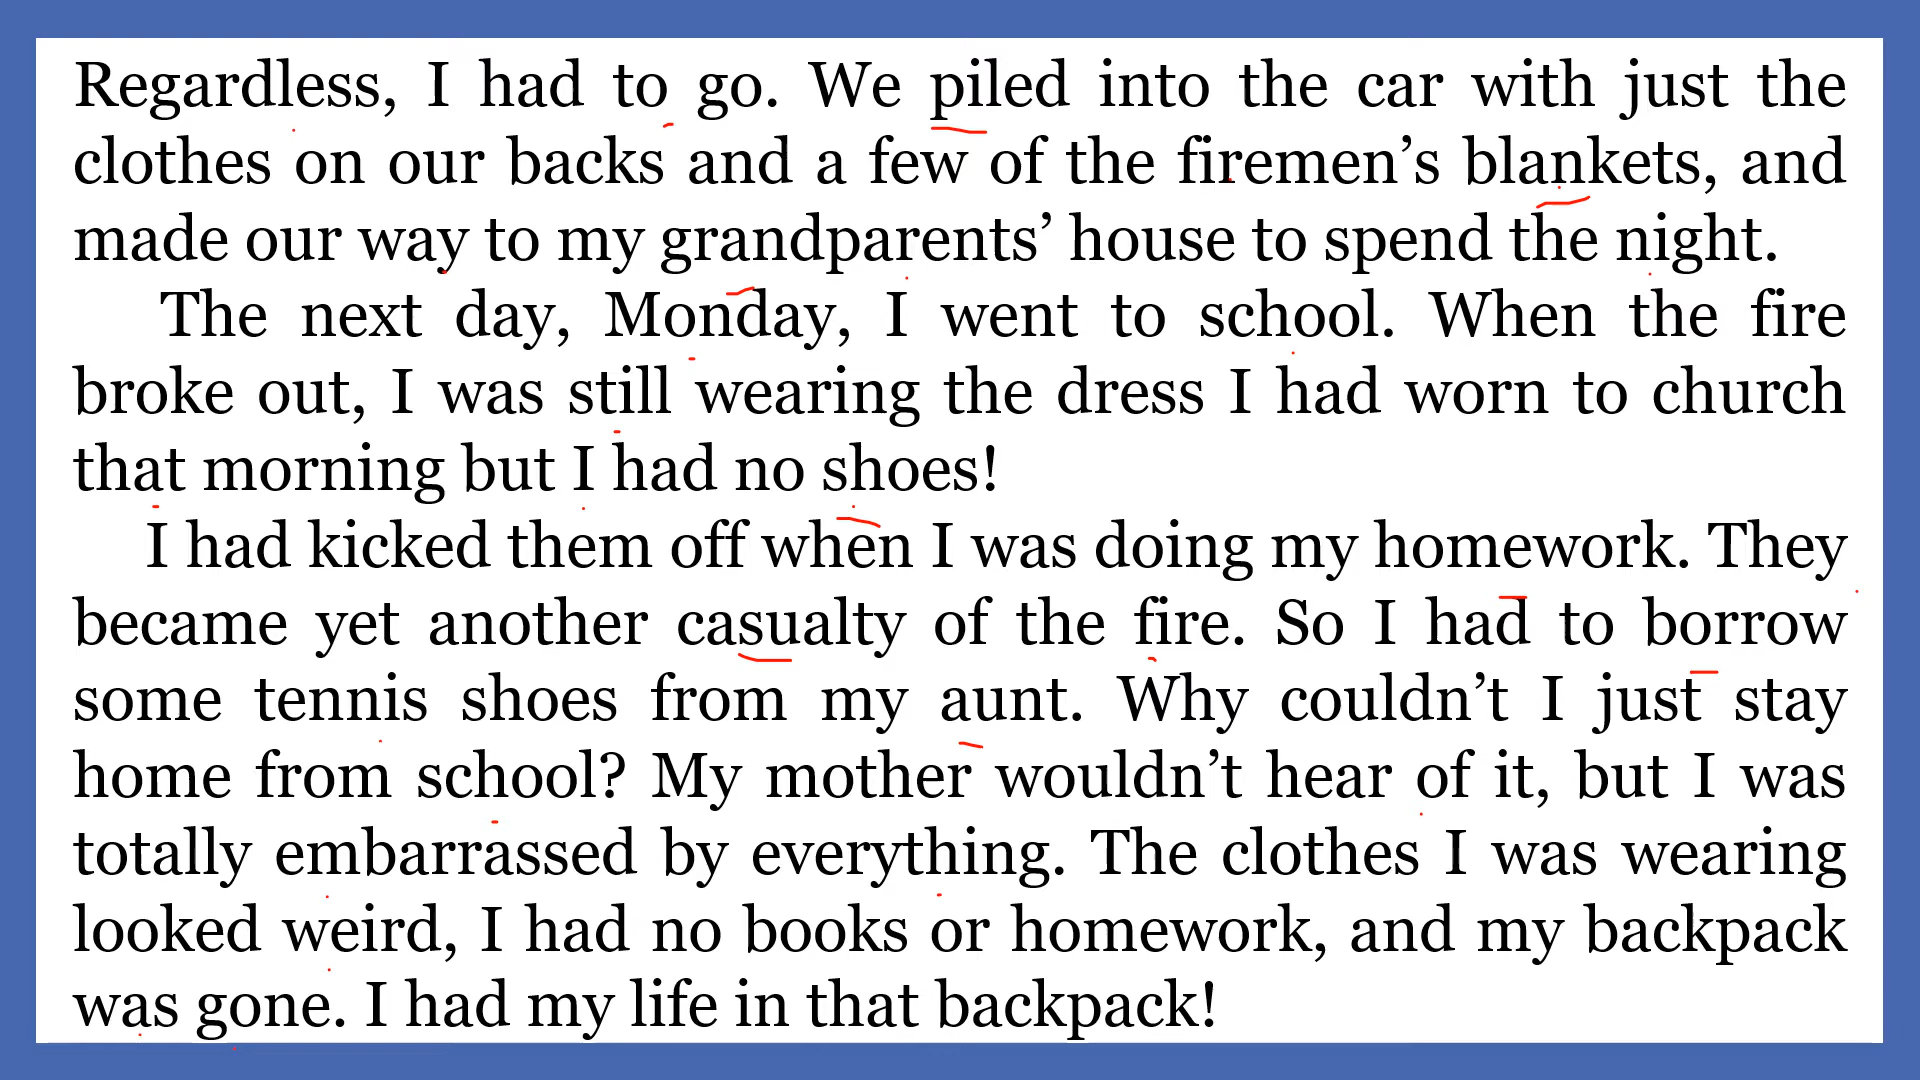 Regardless, I had to go. We piled into the car with just the
clothes on our backs and a few of the firemen’s blankets, and
made our way to my grandparents’ house to spend the night.
The next day, Monday, I went to school. When the fire
broke out, I was still wearing the dress I had worn to church
that morning but I had no shoes!
I had kicked them off when I was doing my homework. They
became yet another casualty of the fire. So I had to borrow
some tennis shoes from my aunt. Why couldn’t I just stay
home from school? My mother wouldn’t hear of it, but I was
totally embarrassed by everything. The clothes I was wearing
looked weird, I had no books or homework, and my backpack
was gone. I had my life in that backpack!